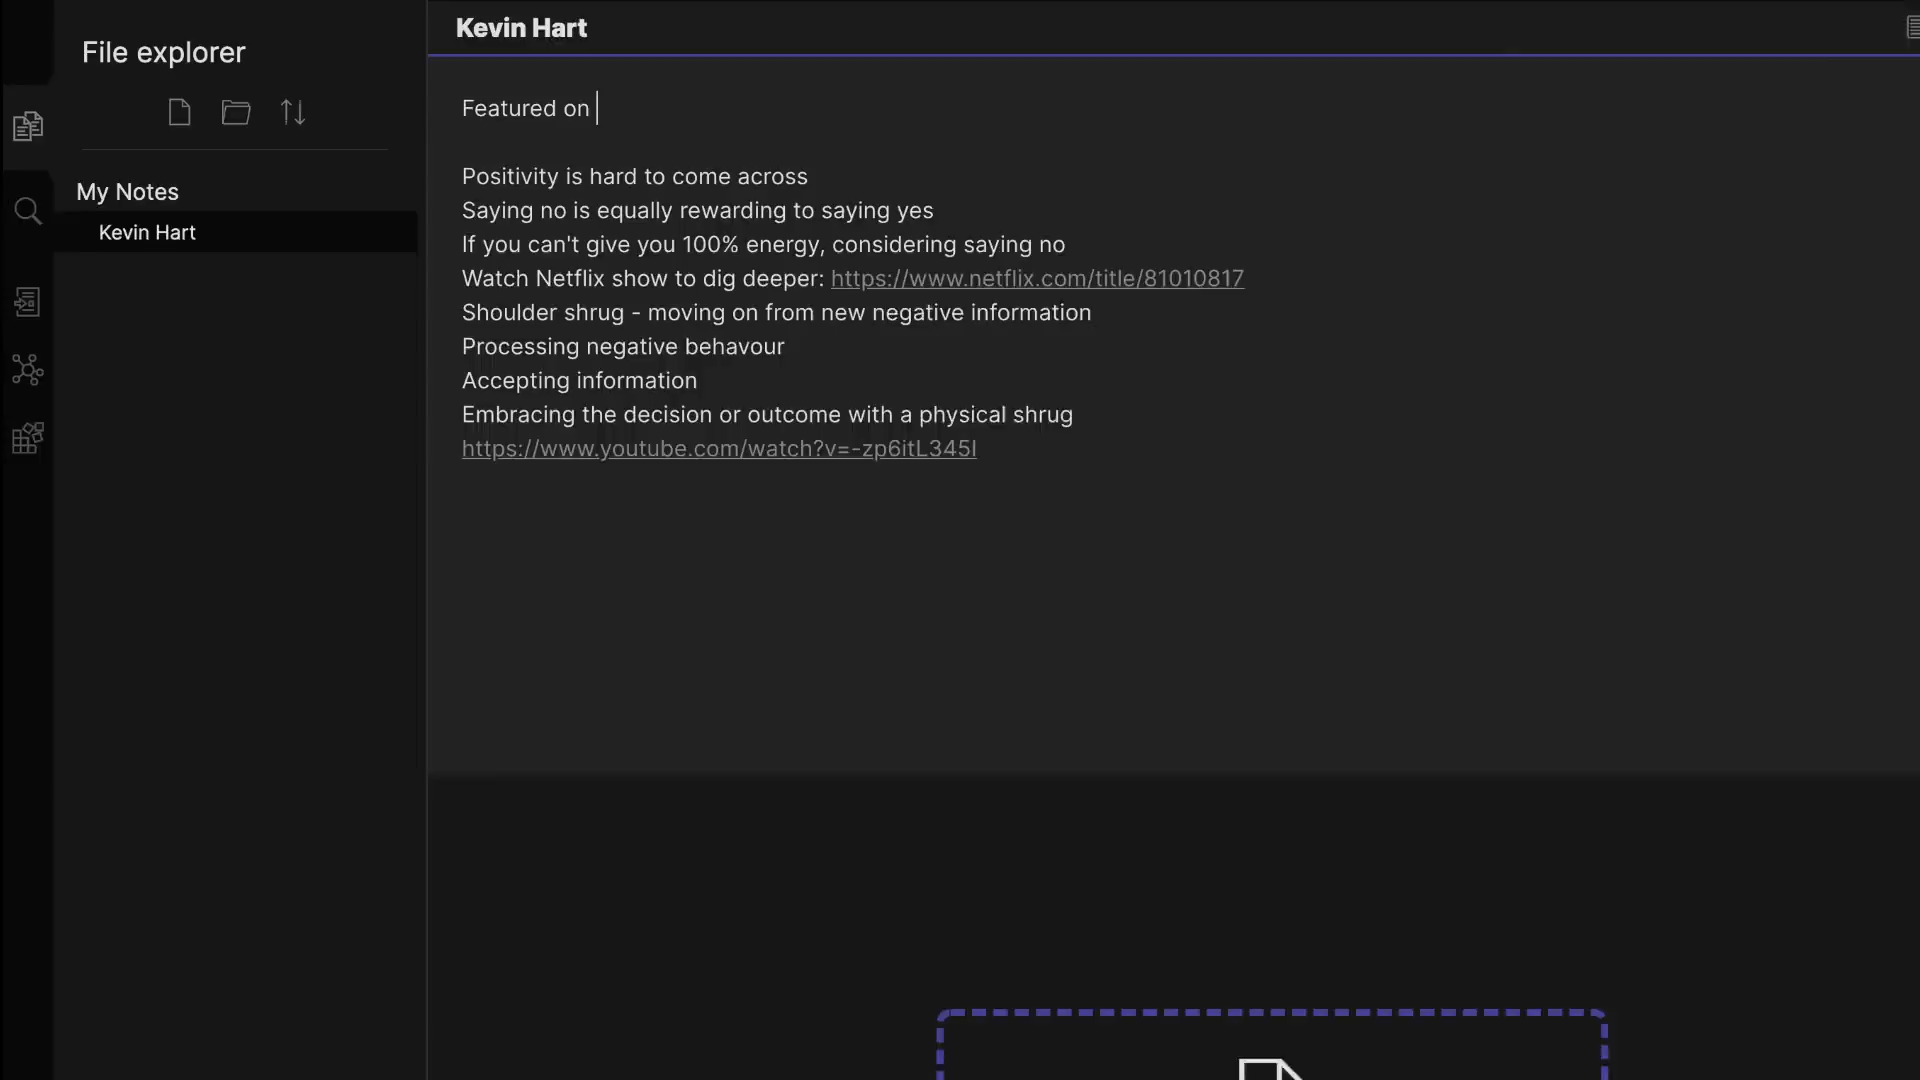 File explorer
My Notes
Kevin Hart
Kevin Hart
Featured on
Positivity is hard to come across
Saying no is equally rewarding to saying yes
If you can't give you 100% energy, considering saying no
Watch Netflix show to dig deeper: https://www.netflix.com/title/81010817
Shoulder shrug - moving on from new negative information
Processing negative behavour
Accepting information
Embracing the decision or outcome with a physical shrug
https://www.youtube.com/watch?v=-zp6itL345I